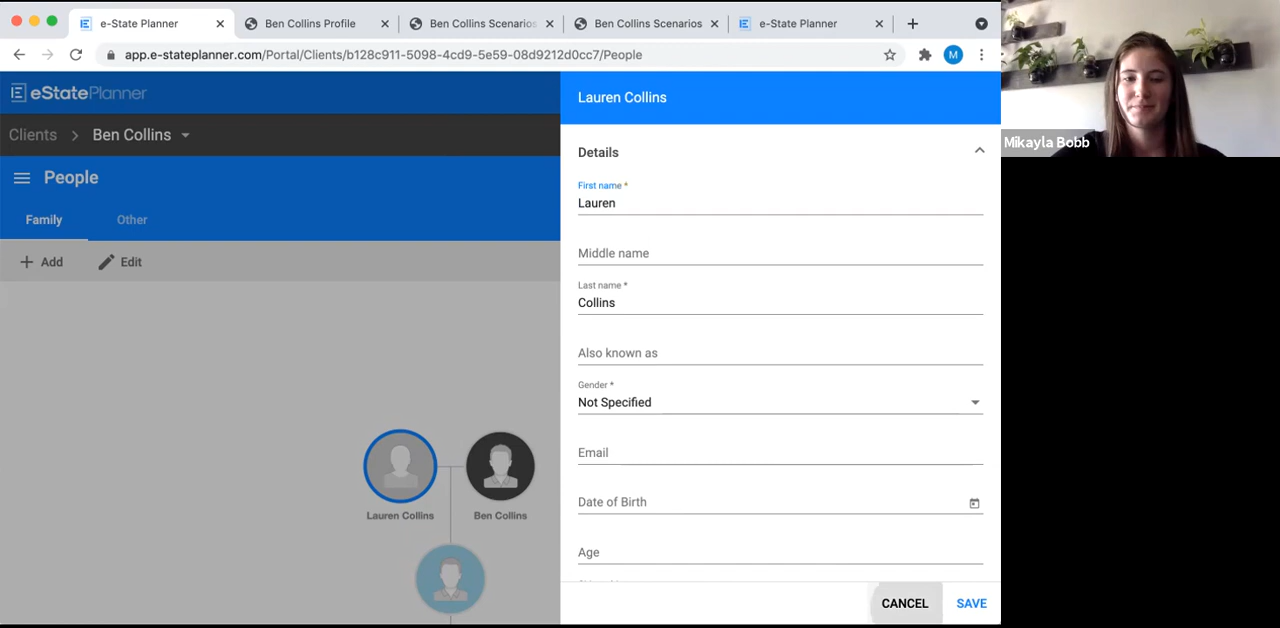 e-State Planner
Ben Collins Profile
Ben Collins Scenarios
Ben Collins Scenarios
e-State Planner
app.e-stateplanner.com/Portal/Clients/b128c911-5098-4cd9-5e59-08d9212d0cc7/People
M
eStatePlanner
Clients > Ben Collins
People
Family
Other
Add
Edit
Lauren Collins
Ben Collins
Lauren Collins
Details
First name *
Lauren
Middle name
Last name *
Collins
Also known as
Gender *
Not Specified
Email
Date of Birth
Age
CANCEL
SAVE
Mikayla Bobb